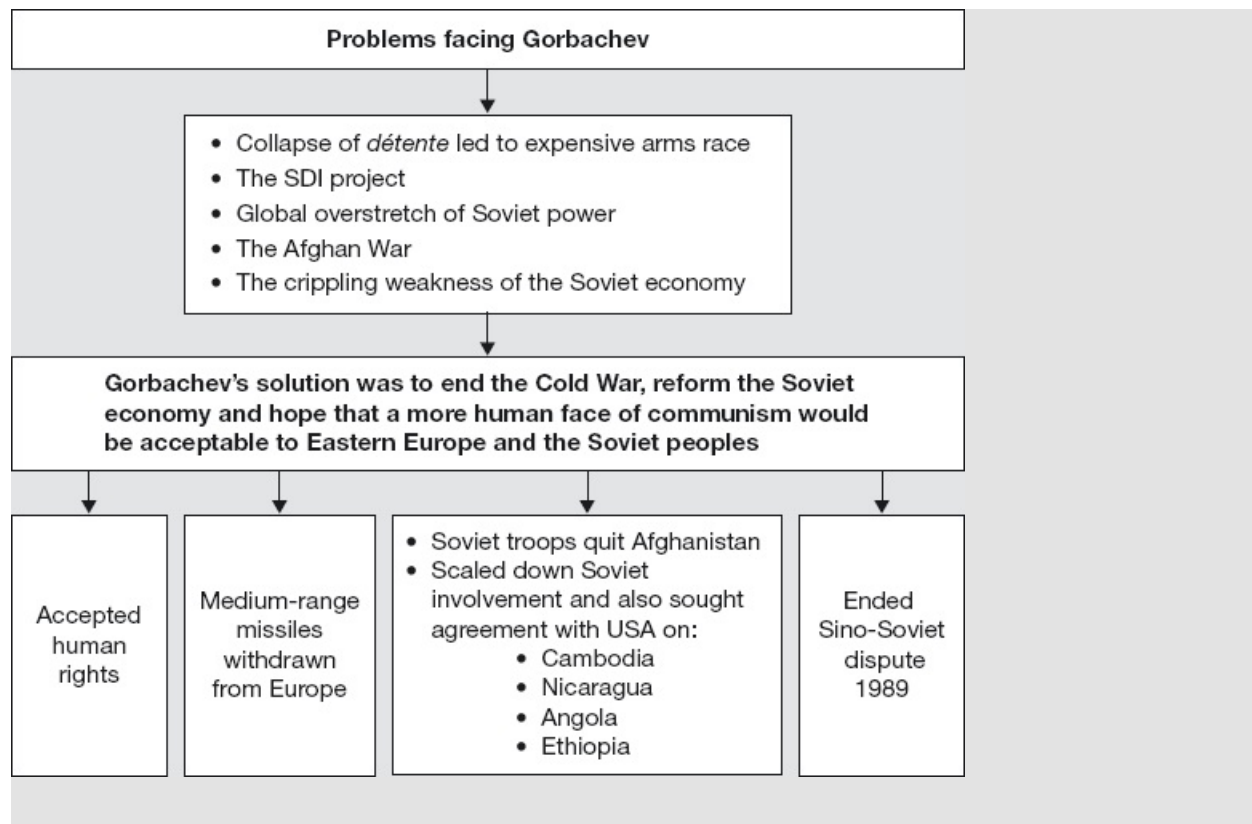 Problems facing Gorbachev
• Collapse of détente led to expensive arms race
• The SDI project
• Global overstretch of Soviet power
• The Afghan War
• The crippling weakness of the Soviet economy
Gorbachev’s solution was to end the Cold War, reform the Soviet
economy and hope that a more human face of communism would
be acceptable to Eastern Europe and the Soviet peoples
Accepted
human
rights
Medium-range
missiles
withdrawn
from Europe
• Soviet troops quit Afghanistan
• Scaled down Soviet
involvement and also sought
agreement with USA on:
• Cambodia
• Nicaragua
• Angola
• Ethiopia
Ended
Sino-Soviet
dispute
1989